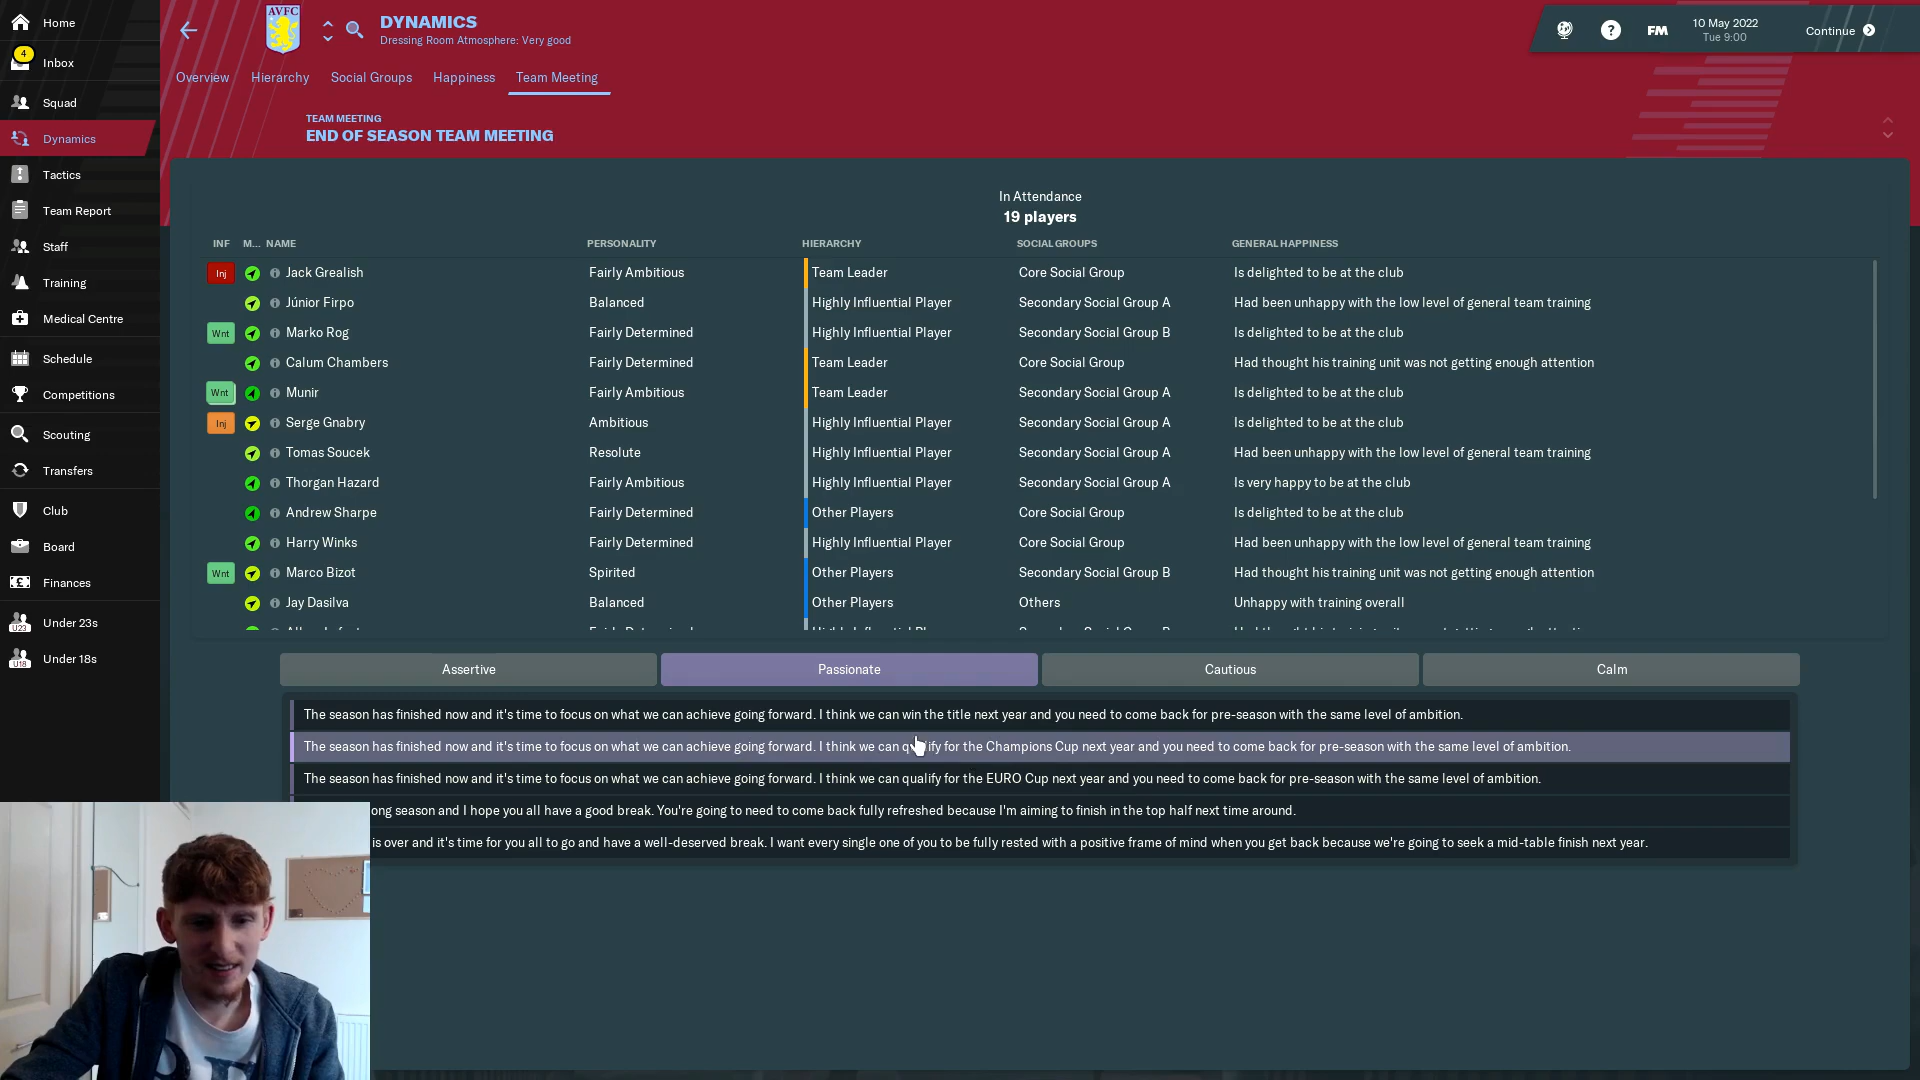 Home
4
Inbox
Squad
Dynamics
Tactics
Team Report
Staff
Training
Medical Centre
Schedule
Competitions
Scouting
Transfers
Club
Board
Finances
U23
Under 23s
U18
Under 18s
AVFC
DYNAMICS
Dressing Room Atmosphere: Very good
FM
10 May 2022
Tue 9:00
Continue
Overview Hierarchy Social Groups Happiness Team Meeting
TEAM MEETING
END OF SEASON TEAM MEETING
In Attendance
19 players
INF M... NAME PERSONALITY HIERARCHY SOCIAL GROUPS GENERAL HAPPINESS
Inj Jack Grealish Fairly Ambitious Team Leader Core Social Group Is delighted to be at the club
Júnior Firpo Balanced Highly Influential Player Secondary Social Group A Had been unhappy with the low level of general team training
Wnt Marko Rog Fairly Determined Highly Influential Player Secondary Social Group B Is delighted to be at the club
Calum Chambers Fairly Determined Team Leader Core Social Group Had thought his training unit was not getting enough attention
Wnt Munir Fairly Ambitious Team Leader Secondary Social Group A Is delighted to be at the club
Inj Serge Gnabry Ambitious Highly Influential Player Secondary Social Group A Is delighted to be at the club
Tomas Soucek Resolute Highly Influential Player Secondary Social Group A Had been unhappy with the low level of general team training
Thorgan Hazard Fairly Ambitious Highly Influential Player Secondary Social Group A Is very happy to be at the club
Andrew Sharpe Fairly Determined Other Players Core Social Group Is delighted to be at the club
Harry Winks Fairly Determined Highly Influential Player Core Social Group Had been unhappy with the low level of general team training
Wnt Marco Bizot Spirited Other Players Secondary Social Group B Had thought his training unit was not getting enough attention
Jay Dasilva Balanced Other Players Others Unhappy with training overall
Assertive Passionate Cautious Calm
The season has finished now and it's time to focus on what we can achieve going forward. I think we can win the title next year and you need to come back for pre-season with the same level of ambition.
The season has finished now and it's time to focus on what we can achieve going forward. I think we can qualify for the Champions Cup next year and you need to come back for pre-season with the same level of ambition.
The season has finished now and it's time to focus on what we can achieve going forward. I think we can qualify for the EURO Cup next year and you need to come back for pre-season with the same level of ambition.
ong season and I hope you all have a good break. You're going to need to come back fully refreshed because I'm aiming to finish in the top half next time around.
is over and it's time for you all to go and have a well-deserved break. I want every single one of you to be fully rested with a positive frame of mind when you get back because we're going to seek a mid-table finish next year.